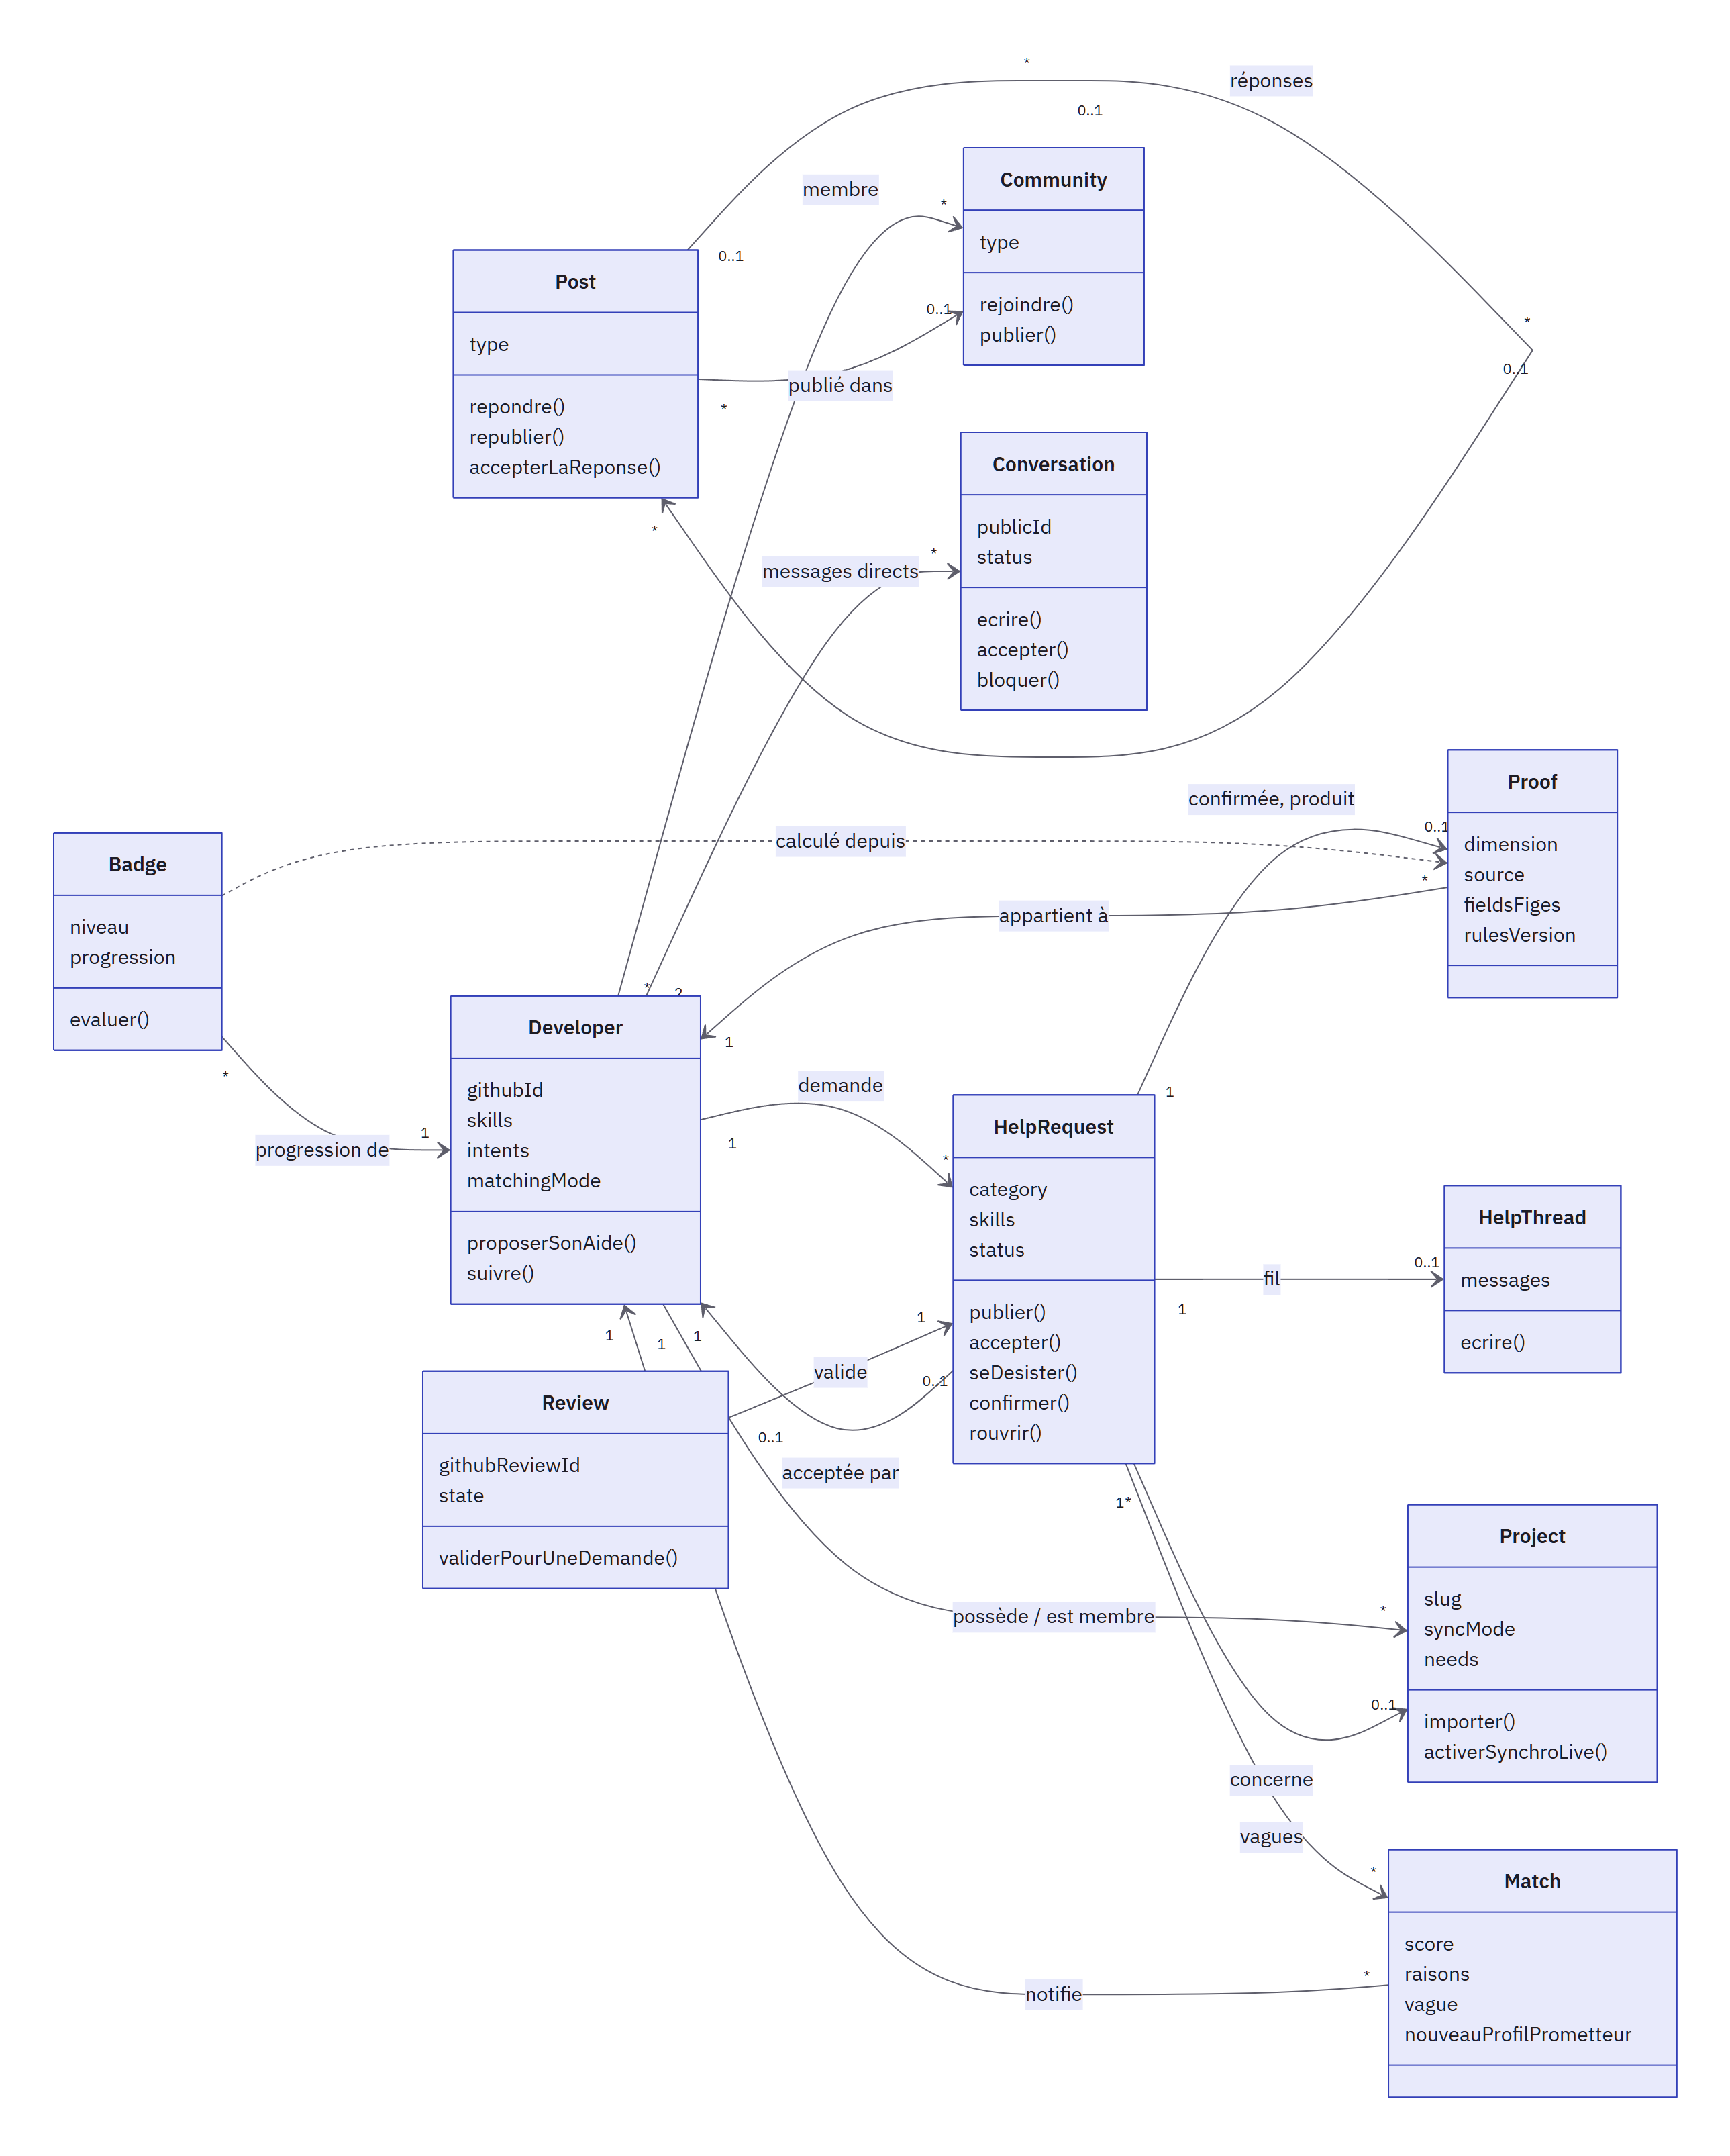 *
réponses
0..1
membre
*
Community
type
rejoindre()
publier()
0..1
0..1
Post
type
repondre()
republier()
accepterLaReponse()
publié dans
*
*
0..1
Conversation
publicId
status
ecrire()
accepter()
bloquer()
messages directs
*
*
confirmée, produit
Proof
dimension
source
fieldsFiges
rulesVersion
0..1
*
calculé depuis
appartient à
Badge
niveau
progression
evaluer()
*
progression de
1
*
2
Developer
githubId
skills
intents
matchingMode
proposerSonAide()
suivre()
1
demande
1
*
1
HelpRequest
category
skills
status
publier()
accepter()
seDesister()
confirmer()
rouvrir()
HelpThread
messages
ecrire()
fil
0..1
1
1
1
1
1
valide
0..1
Review
githubReviewId
state
validerPourUneDemande()
0..1
acceptée par
1*
possède / est membre
*
Project
slug
syncMode
needs
importer()
activerSynchroLive()
0..1
concerne
vagues
*
Match
score
raisons
vague
nouveauProfilPrometteur
*
notifie